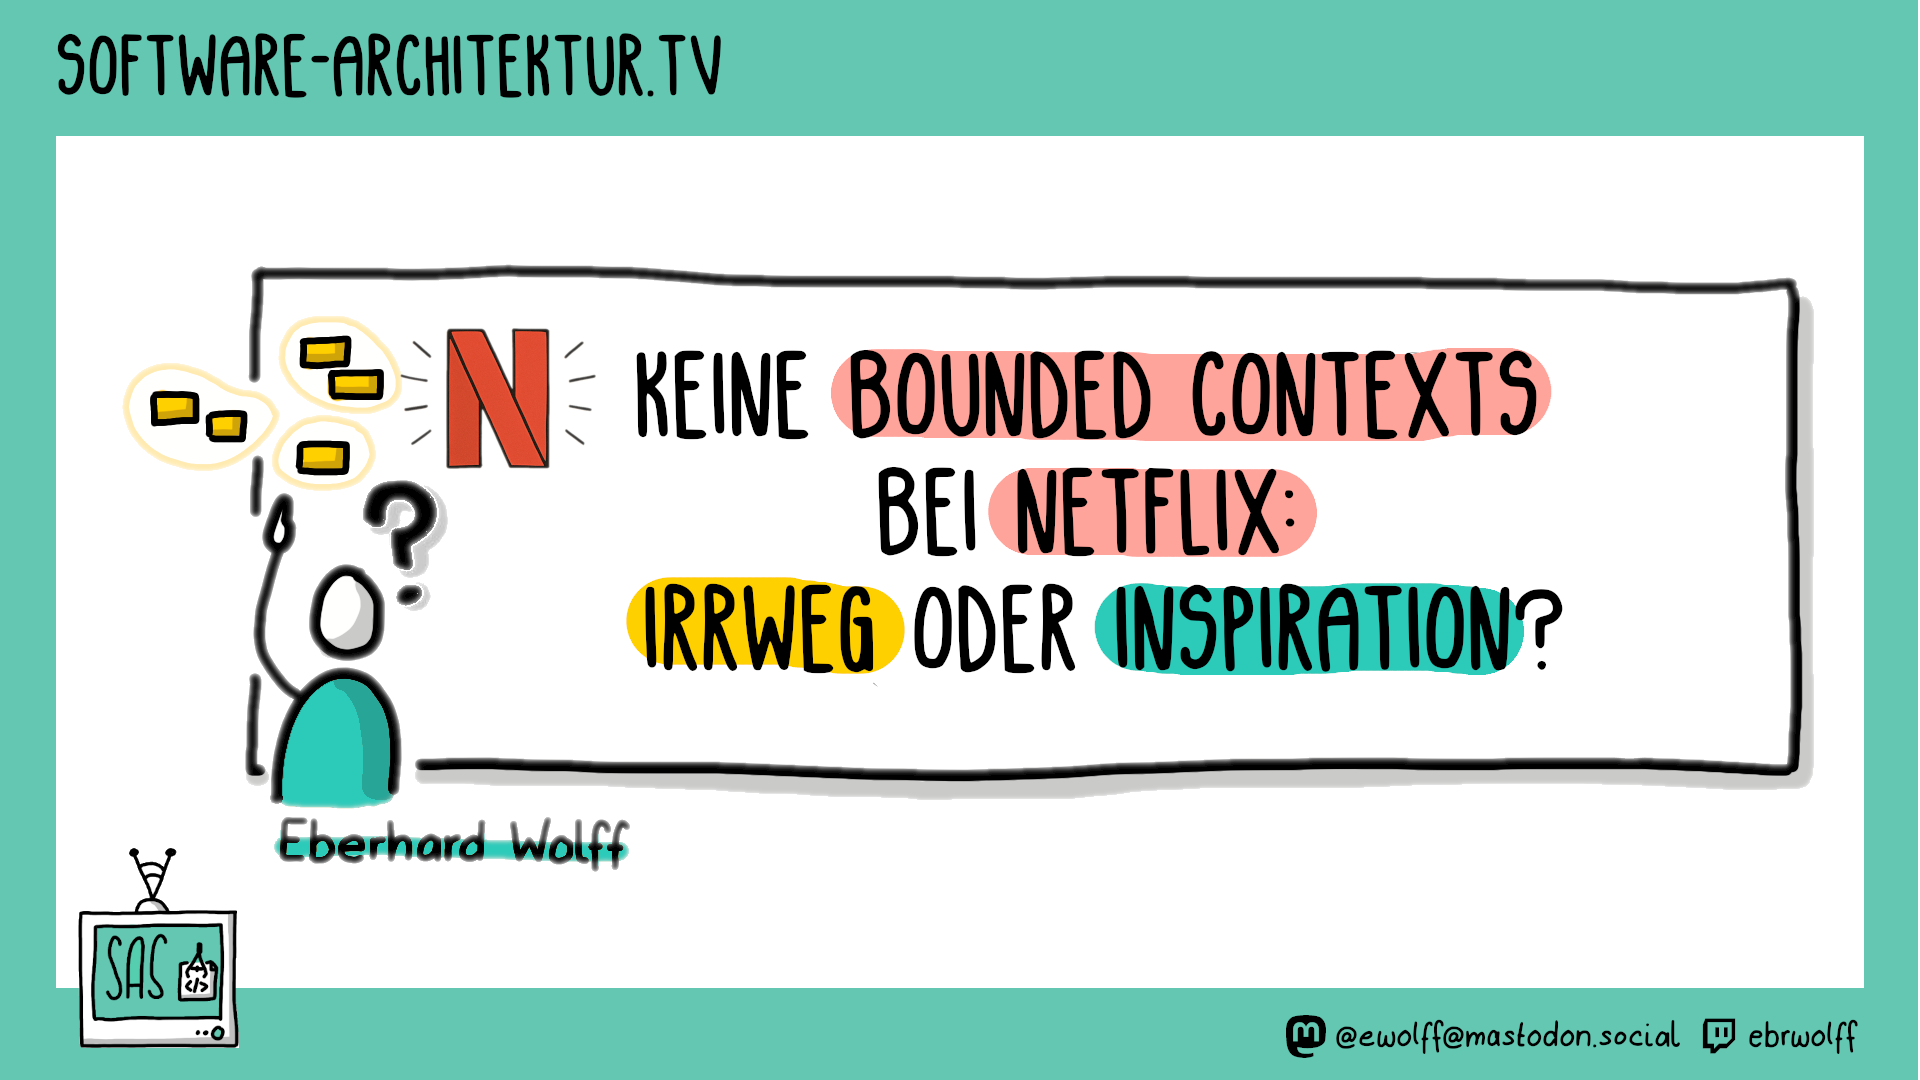 SOFTWARE-ARCHITEKTUR.TV
N
KEINE BOUNDED CONTEXTS
BEI NETFLIX:
IRRWEG ODER INSPIRATION?
?
Eberhard Wolff
SAS
</>
@ewolff@mastodon.social
ebrwolff